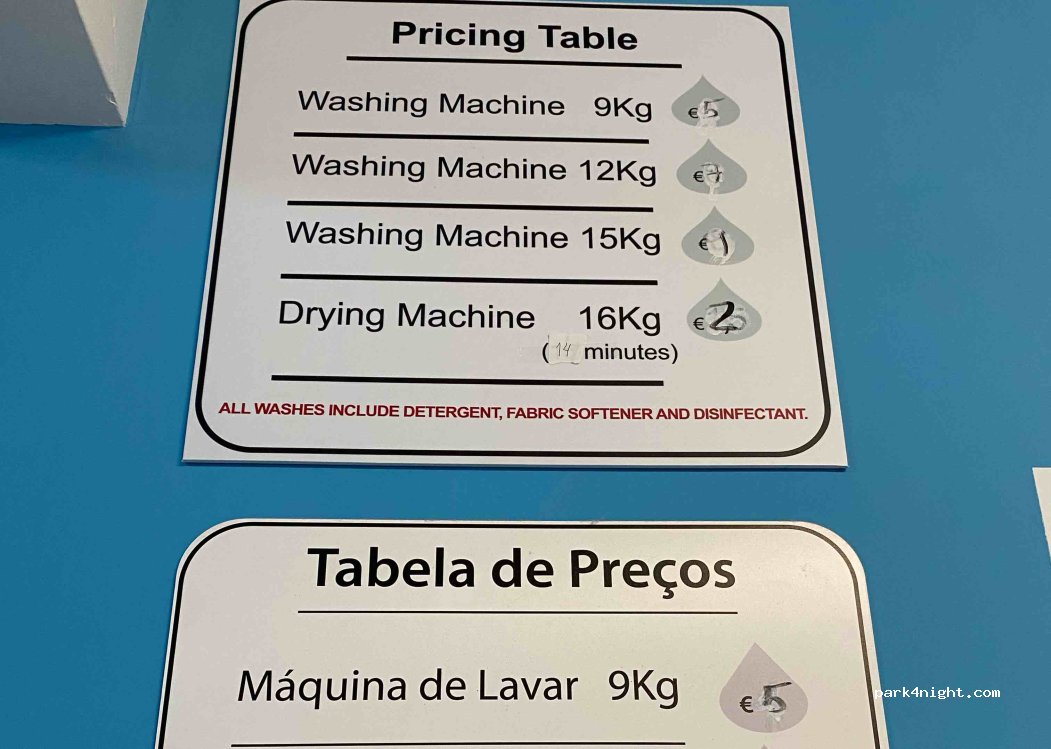 Pricing Table
Washing Machine 9Kg €5
Washing Machine 12Kg €7
Washing Machine 15Kg €
Drying Machine 16Kg €2
(14 minutes)
ALL WASHES INCLUDE DETERGENT, FABRIC SOFTENER AND DISINFECTANT.
Tabela de Preços
Máquina de Lavar 9Kg €5
park4night.com